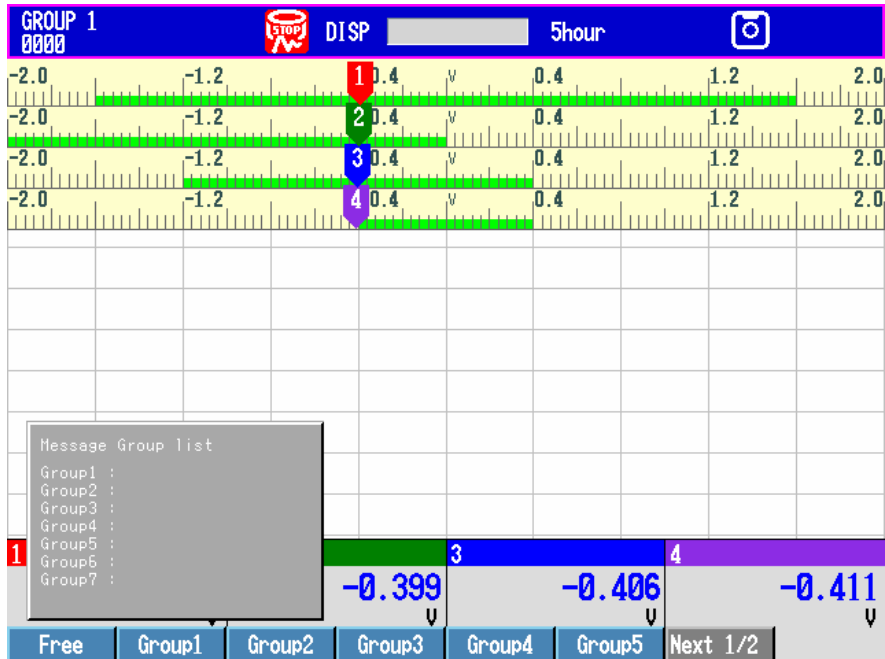 GROUP 1
0000
STOP
DISP
5hour
-2.0 -1.2 1 0.4 V 0.4 1.2 2.0
-2.0 -1.2 2 0.4 V 0.4 1.2 2.0
-2.0 -1.2 3 0.4 V 0.4 1.2 2.0
-2.0 -1.2 4 0.4 V 0.4 1.2 2.0
Message Group list
Group1 :
Group2 :
Group3 :
Group4 :
Group5 :
Group6 :
Group7 :
1 3 4
-0.399 -0.406 -0.411
V V V
Free Group1 Group2 Group3 Group4 Group5 Next 1/2